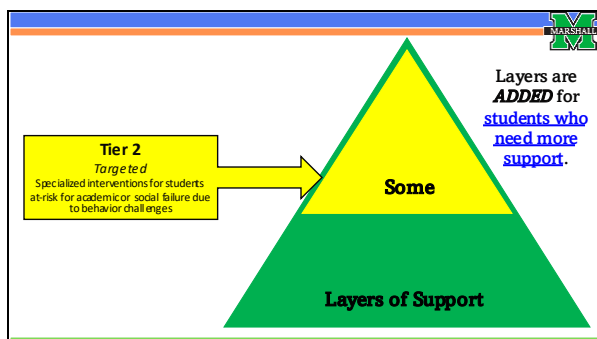 MARSHALL
Layers are
ADDED for
students who
need more
support.
Tier 2
Targeted
Specialized interventions for students
at-risk for academic or social failure due
to behavior challenges
Some
Layers of Support